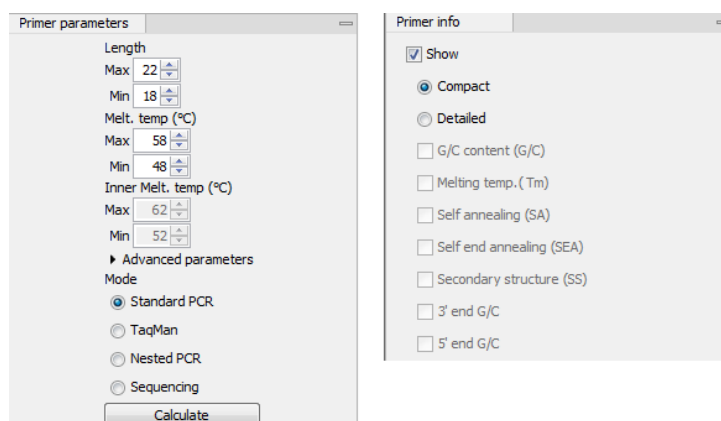 Primer parameters
Length
Max 22
Min 18
Melt. temp (ºC)
Max 58
Min 48
Inner Melt. temp (ºC)
Max 62
Min 52
Advanced parameters
Mode
Standard PCR
TaqMan
Nested PCR
Sequencing
Calculate
Primer info
Show
Compact
Detailed
G/C content (G/C)
Melting temp.( Tm)
Self annealing (SA)
Self end annealing (SEA)
Secondary structure (SS)
3' end G/C
5' end G/C